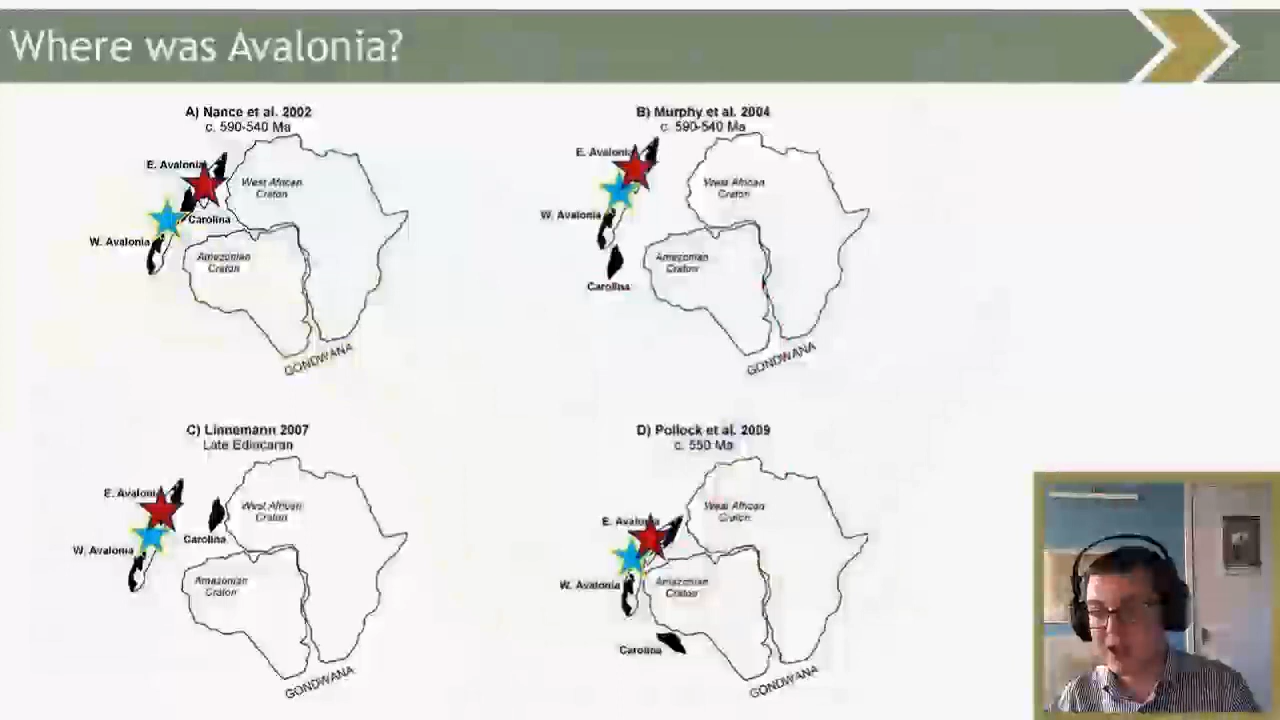 Where was Avalonia?
A) Nance et al. 2002
c. 590-540 Ma
E. Avalonia
West African
Craton
Carolina
W. Avalonia
Amazonian
Craton
GONDWANA
B) Murphy et al. 2004
c. 590-540 Ma
E. Avalonia
West African
Craton
W. Avalonia
Amazonian
Craton
Carolina
GONDWANA
C) Linnemann 2007
Late Ediacaran
E. Avalonia
West African
Craton
Carolina
W. Avalonia
Amazonian
Craton
GONDWANA
D) Pollock et al. 2009
c. 550 Ma
West African
Craton
E. Avalonia
W. Avalonia
Amazonian
Craton
Carolina
GONDWANA